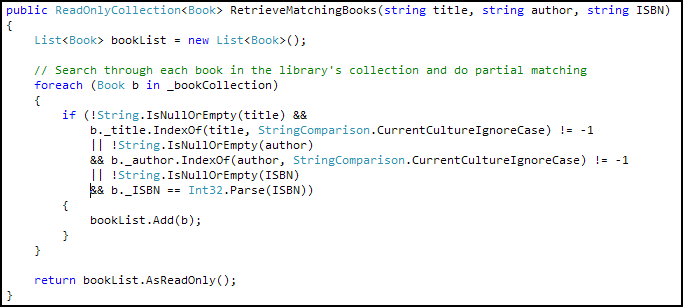 public ReadOnlyCollection<Book> RetrieveMatchingBooks(string title, string author, string ISBN)
{
    List<Book> bookList = new List<Book>();

    // Search through each book in the library's collection and do partial matching
    foreach (Book b in _bookCollection)
    {
        if (!String.IsNullOrEmpty(title) &&
            b._title.IndexOf(title, StringComparison.CurrentCultureIgnoreCase) != -1
            || !String.IsNullOrEmpty(author)
            && b._author.IndexOf(author, StringComparison.CurrentCultureIgnoreCase) != -1
            || !String.IsNullOrEmpty(ISBN)
            && b._ISBN == Int32.Parse(ISBN))
        {
            bookList.Add(b);
        }
    }

    return bookList.AsReadOnly();
}